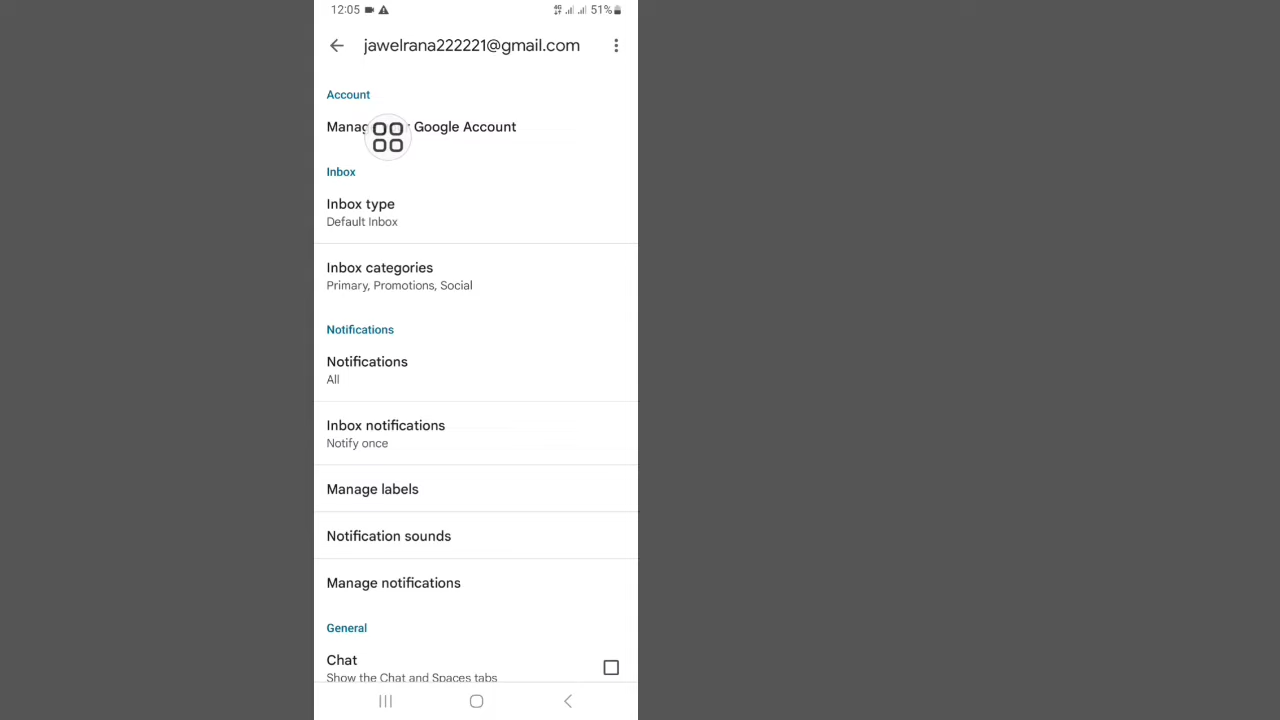 12:05 51%
jawelrana222221@gmail.com
Account
Manag Google Account
Inbox
Inbox type
Default Inbox
Inbox categories
Primary, Promotions, Social
Notifications
Notifications
All
Inbox notifications
Notify once
Manage labels
Notification sounds
Manage notifications
General
Chat
Show the Chat and Spaces tabs